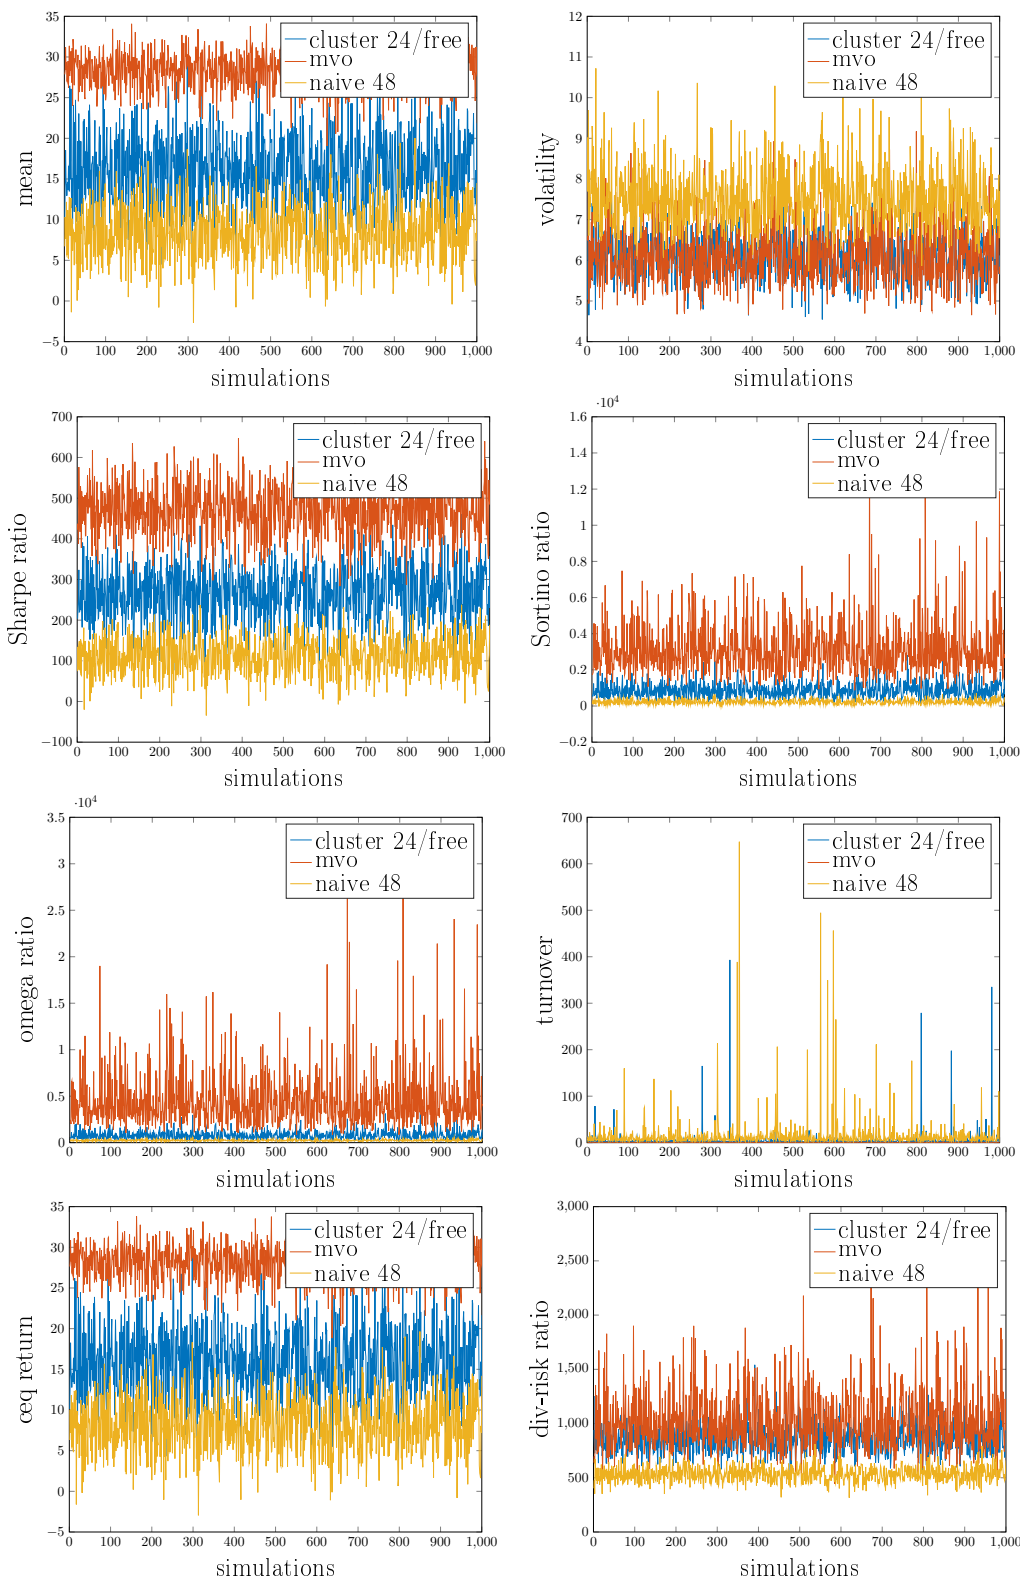 35
30
25
20
15
10
5
0
−5
mean
cluster 24/free
mvo
naive 48
0 100 200 300 400 500 600 700 800 900 1,000
simulations
12
11
10
9
8
7
6
5
4
volatility
cluster 24/free
mvo
naive 48
0 100 200 300 400 500 600 700 800 900 1,000
simulations
700
600
500
400
300
200
100
0
−100
Sharpe ratio
cluster 24/free
mvo
naive 48
0 100 200 300 400 500 600 700 800 900 1,000
simulations
·10⁴
1.6
1.4
1.2
1
0.8
0.6
0.4
0.2
0
−0.2
Sortino ratio
cluster 24/free
mvo
naive 48
0 100 200 300 400 500 600 700 800 900 1,000
simulations
·10⁴
3.5
3
2.5
2
1.5
1
0.5
0
omega ratio
cluster 24/free
mvo
naive 48
0 100 200 300 400 500 600 700 800 900 1,000
simulations
700
600
500
400
300
200
100
0
turnover
cluster 24/free
mvo
naive 48
0 100 200 300 400 500 600 700 800 900 1,000
simulations
35
30
25
20
15
10
5
0
−5
ceq return
cluster 24/free
mvo
naive 48
0 100 200 300 400 500 600 700 800 900 1,000
simulations
3,000
2,500
2,000
1,500
1,000
500
0
div-risk ratio
cluster 24/free
mvo
naive 48
0 100 200 300 400 500 600 700 800 900 1,000
simulations